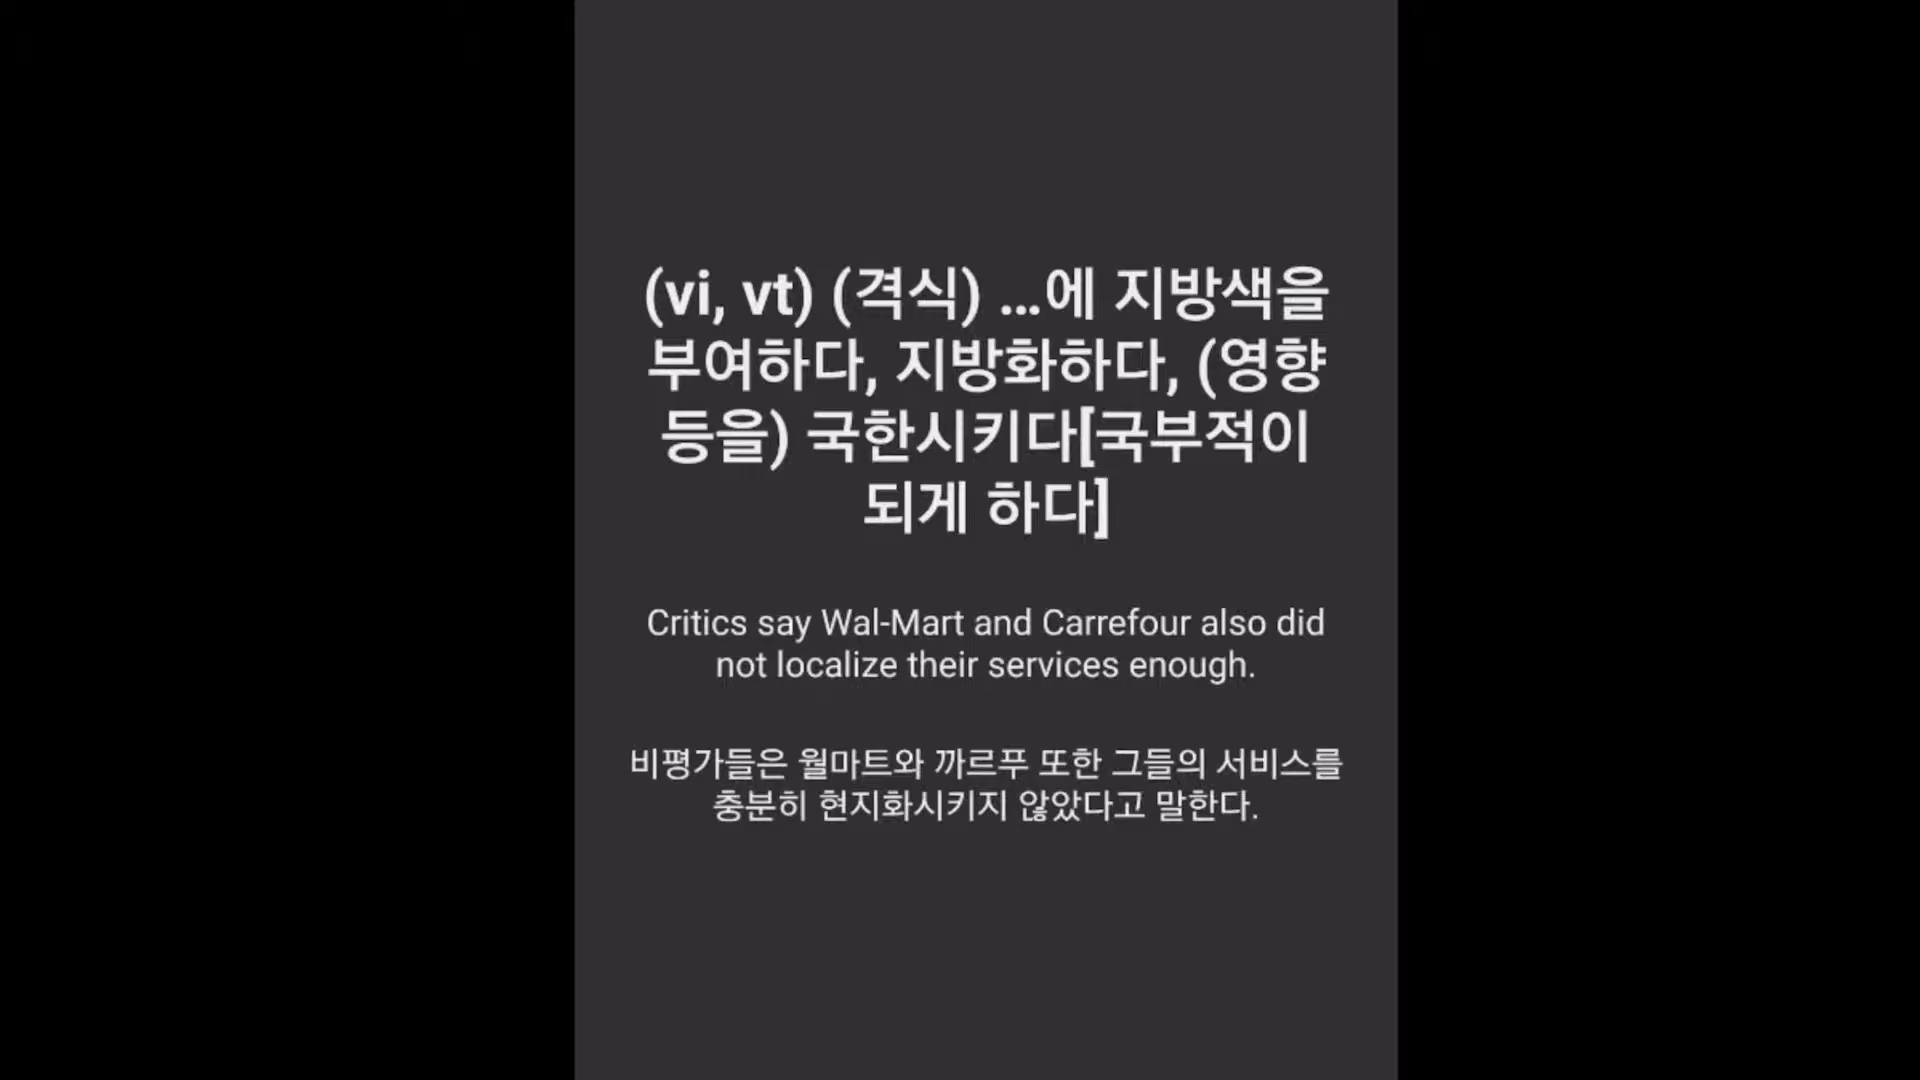 (vi, vt) (격식) ...에 지방색을
부여하다, 지방화하다, (영향
등을) 국한시키다[국부적이
되게 하다]
Critics say Wal-Mart and Carrefour also did
not localize their services enough.
비평가들은 월마트와 까르푸 또한 그들의 서비스를
충분히 현지화시키지 않았다고 말한다.